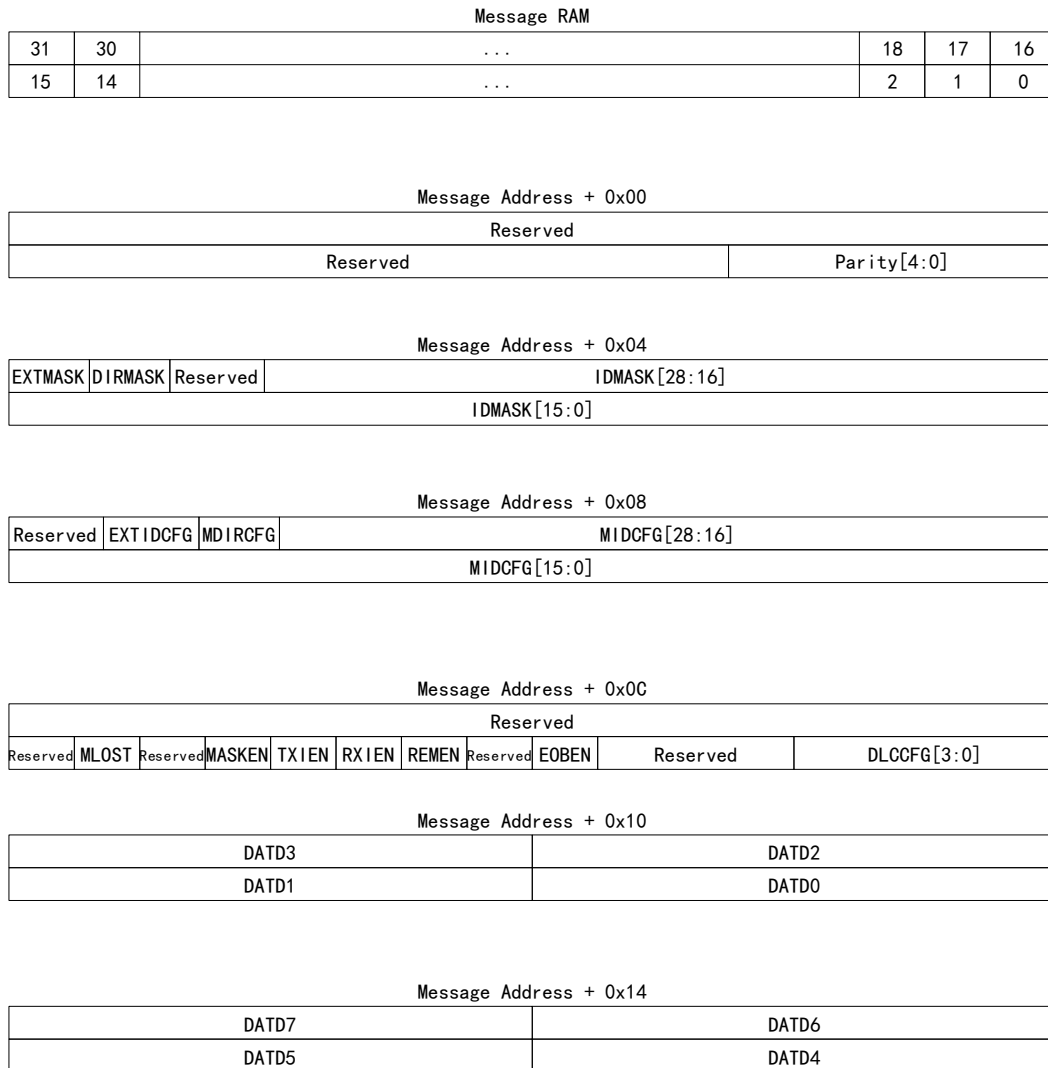 Message RAM
31 30 ... 18 17 16
15 14 ... 2 1 0
Message Address + 0x00
Reserved
Reserved Parity[4:0]
Message Address + 0x04
EXTMASK DIRMASK Reserved IDMASK[28:16]
IDMASK[15:0]
Message Address + 0x08
Reserved EXTIDCFG MDIRCFG MIDCFG[28:16]
MIDCFG[15:0]
Message Address + 0x0C
Reserved
Reserved MLOST Reserved MASKEN TXIEN RXIEN REMEN Reserved EOBEN Reserved DLCCFG[3:0]
Message Address + 0x10
DATD3 DATD2
DATD1 DATD0
Message Address + 0x14
DATD7 DATD6
DATD5 DATD4